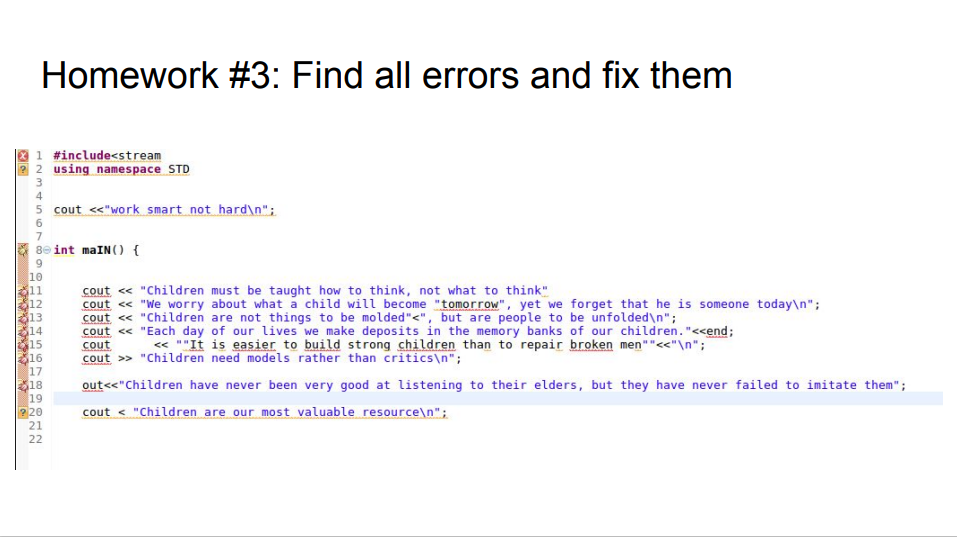 Homework #3: Find all errors and fix them
1 #include<stream
2 using namespace STD
3
4
5 cout <<"work smart not hard\n";
6
7
8 int maIN() {
9
10
11 cout << "Children must be taught how to think, not what to think"
12 cout << "We worry about what a child will become "tomorrow", yet we forget that he is someone today\n";
13 cout << "Children are not things to be molded"<", but are people to be unfolded\n";
14 cout << "Each day of our lives we make deposits in the memory banks of our children."<<end;
15 cout << ""It is easier to build strong children than to repair broken men""<<"\n";
16 cout >> "Children need models rather than critics\n";
17
18 out<<"Children have never been very good at listening to their elders, but they have never failed to imitate them";
19
20 cout < "Children are our most valuable resource\n";
21
22